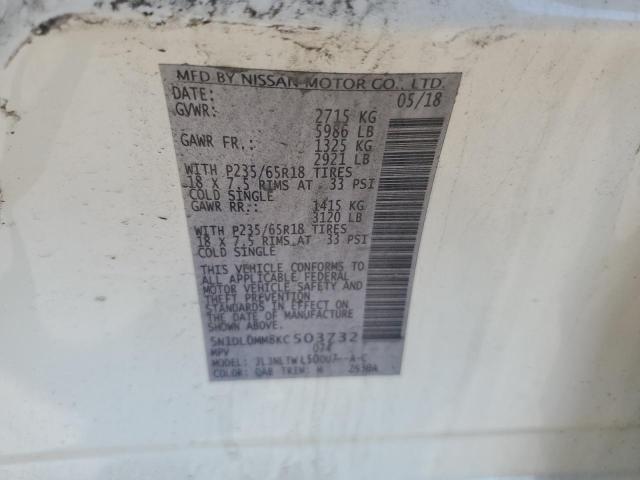 MFD BY NISSAN MOTOR CO., LTD.
DATE: 05/18
GVWR: 2715 KG
5986 LB
GAWR FR.: 1325 KG
2921 LB
WITH P235/65R18 TIRES
18 X 7.5 RIMS AT 33 PSI
COLD SINGLE
GAWR RR.: 1415 KG
3120 LB
WITH P235/65R18 TIRES
18 X 7.5 RIMS AT 33 PSI
COLD SINGLE
THIS VEHICLE CONFORMS TO
ALL APPLICABLE FEDERAL
MOTOR VEHICLE SAFETY AND
THEFT PREVENTION
STANDARDS IN EFFECT ON
THE DATE OF MANUFACTURE
SHOWN ABOVE.
5N1DL0MM8KC503732
MPV
MODEL:
COLOR: QAB TRIM: